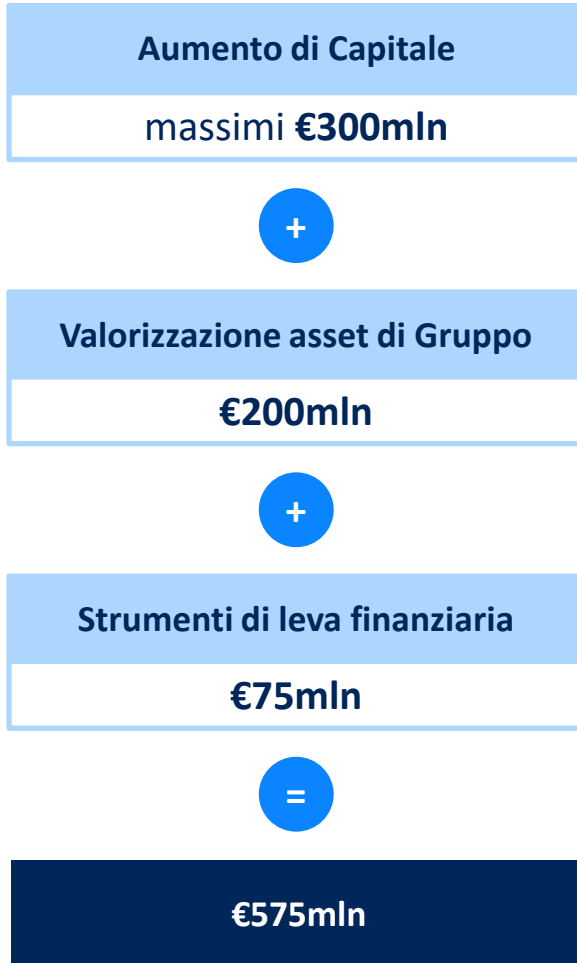 Aumento di Capitale
massimi €300mln
+
Valorizzazione asset di Gruppo
€200mln
+
Strumenti di leva finanziaria
€75mln
=
€575mln